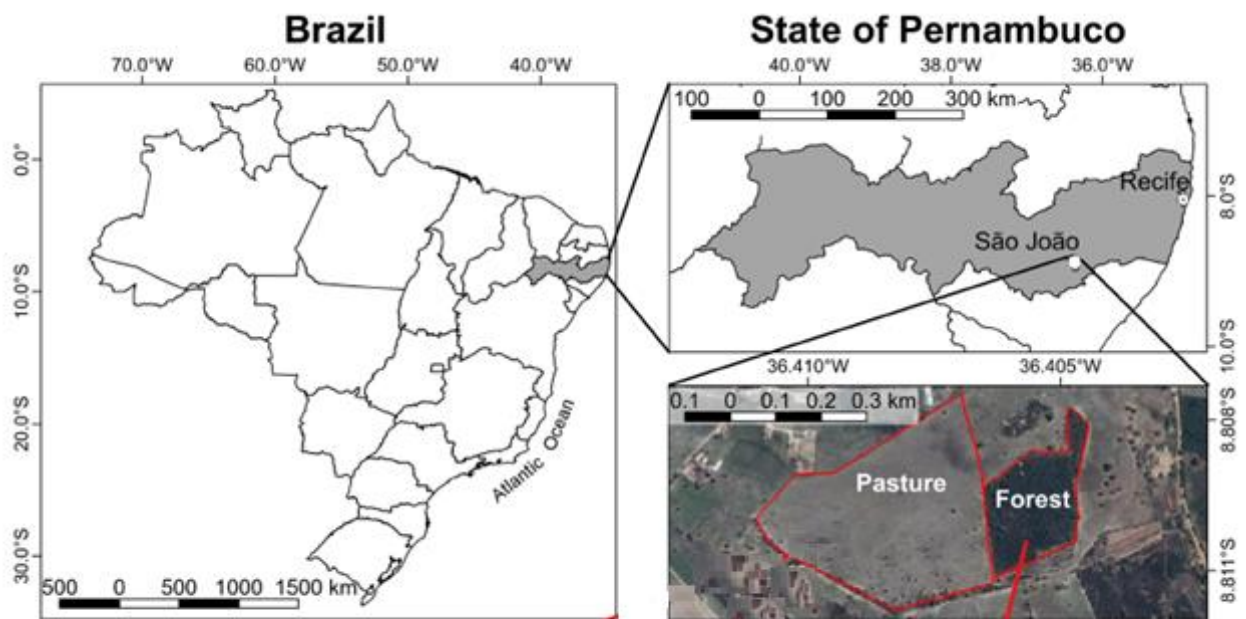 Brazil
70.0°W 60.0°W 50.0°W 40.0°W
0.0°
10.0°S
20.0°S
30.0°S
Atlantic Ocean
500 0 500 1000 1500 km
State of Pernambuco
40.0°W 38.0°W 36.0°W
100 0 100 200 300 km
Recife
São João
8.0°S
10.0°S
36.410°W 36.405°W
0.1 0 0.1 0.2 0.3 km
Pasture
Forest
8.808°S
8.811°S